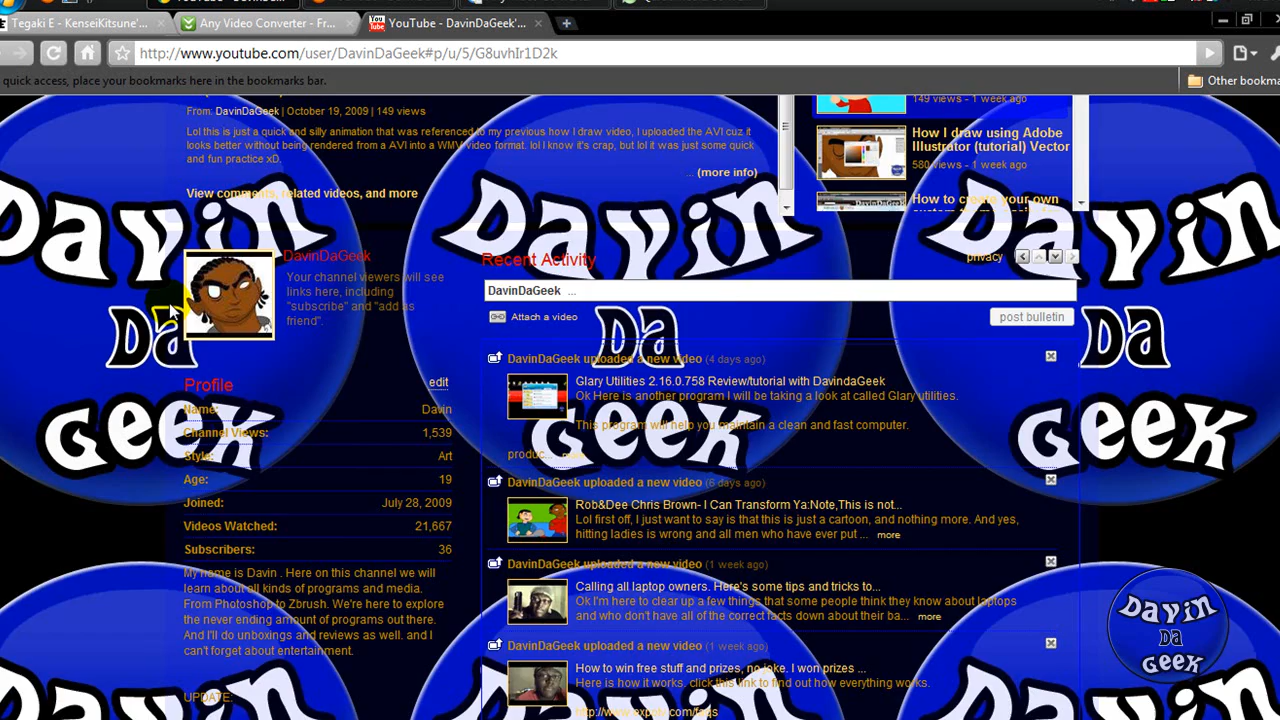 Tegaki E - KenseiKitsune'...
Any Video Converter - Fr...
YouTube - DavinDaGeek'...
http://www.youtube.com/user/DavinDaGeek#p/u/5/G8uvhIr1D2k
quick access, place your bookmarks here in the bookmarks bar.
Other bookma
From: DavinDaGeek | October 19, 2009 | 149 views
Lol this is just a quick and silly animation that was referenced to my previous how I draw video, I uploaded the AVI cuz it
looks better without being rendered from a AVI into a WMV video format. lol I know it's crap, but lol it was just some quick
and fun practice xD.
... (more info)
View comments, related videos, and more
149 views - 1 week ago
How I draw using Adobe
Illustrator (tutorial) Vector
580 views - 1 week ago
How to create your own
DavinDaGeek
Your channel viewers will see
links here, including
"subscribe" and "add as
friend".
Profile
edit
Name: Davin
Channel Views: 1,539
Style: Art
Age: 19
Joined: July 28, 2009
Videos Watched: 21,667
Subscribers: 36
My name is Davin . Here on this channel we will
learn about all kinds of programs and media.
From Photoshop to Zbrush. We're here to explore
the never ending amount of programs out there.
And I'll do unboxings and reviews as well. and I
can't forget about entertainment.
UPDATE:
Recent Activity
privacy
DavinDaGeek ...
Attach a video
post bulletin
DavinDaGeek uploaded a new video (4 days ago)
Glary Utilities 2.16.0.758 Review/tutorial with DavindaGeek
Ok Here is another program I will be taking a look at called Glary utilities.
This program will help you maintain a clean and fast computer.
produc... more
DavinDaGeek uploaded a new video (6 days ago)
Rob&Dee Chris Brown- I Can Transform Ya:Note,This is not...
Lol first off, I just want to say is that this is just a cartoon, and nothing more. And yes,
hitting ladies is wrong and all men who have ever put ... more
DavinDaGeek uploaded a new video (1 week ago)
Calling all laptop owners. Here's some tips and tricks to...
Ok I'm here to clear up a few things that some people think they know about laptops
and who don't have all of the correct facts down about their ba... more
DavinDaGeek uploaded a new video (1 week ago)
How to win free stuff and prizes, no joke. I won prizes ...
Here is how it works. click this link to find out how everything works.
Davin
Da
Geek
Davin
Da
Geek
Davin
Da
Geek
Davin
Da
Geek